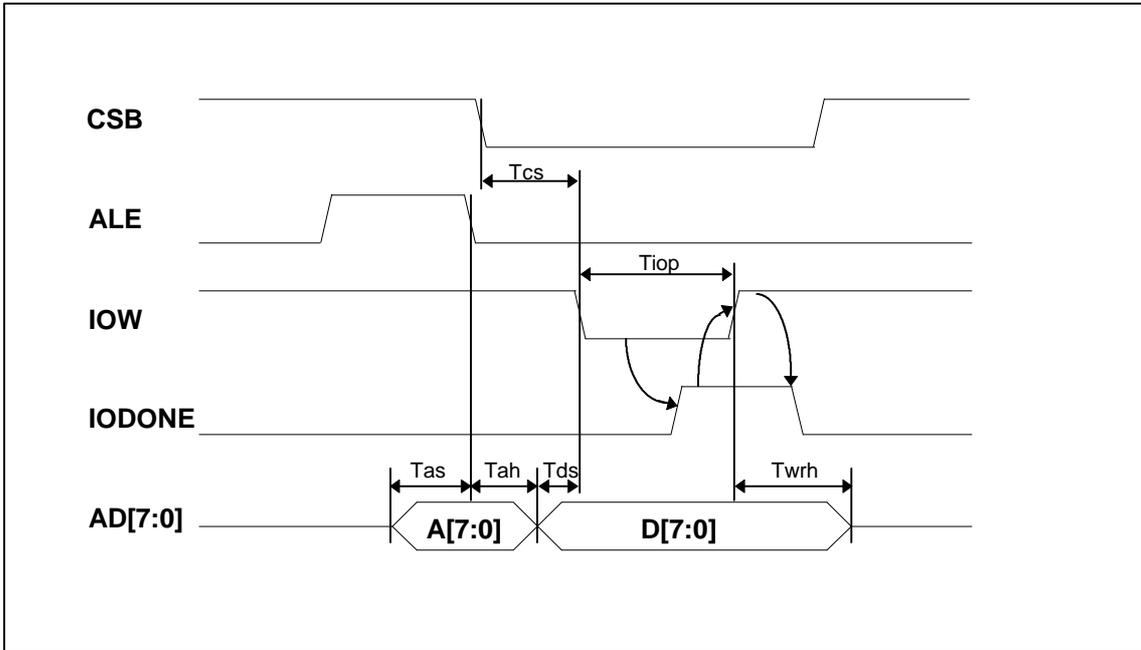 CSB
Tcs
ALE
Tiop
IOW
IODONE
Tas Tah Tds Twrh
AD[7:0] A[7:0] D[7:0]